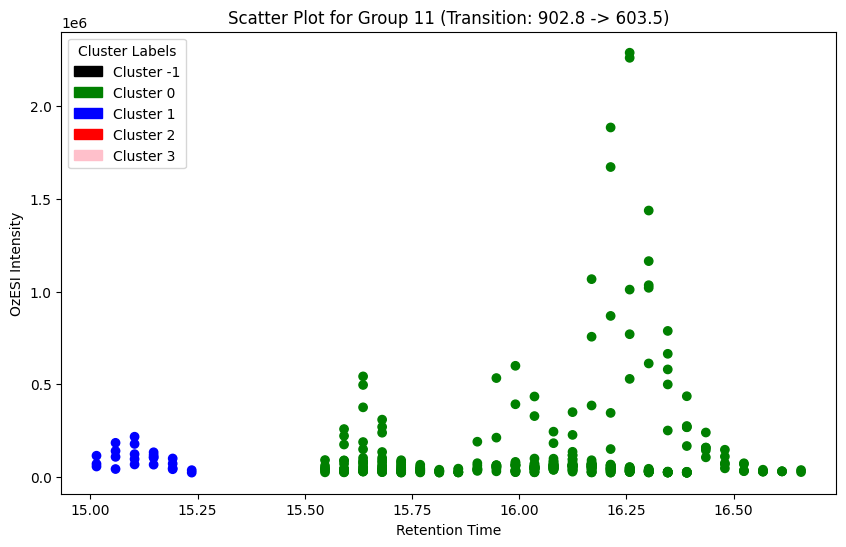 Scatter Plot for Group 11 (Transition: 902.8 -> 603.5)
1e6
Cluster Labels
Cluster -1
Cluster 0
Cluster 1
Cluster 2
Cluster 3
2.0
1.5
1.0
0.5
0.0
OzESI Intensity
15.00
15.25
15.50
15.75
16.00
16.25
16.50
Retention Time